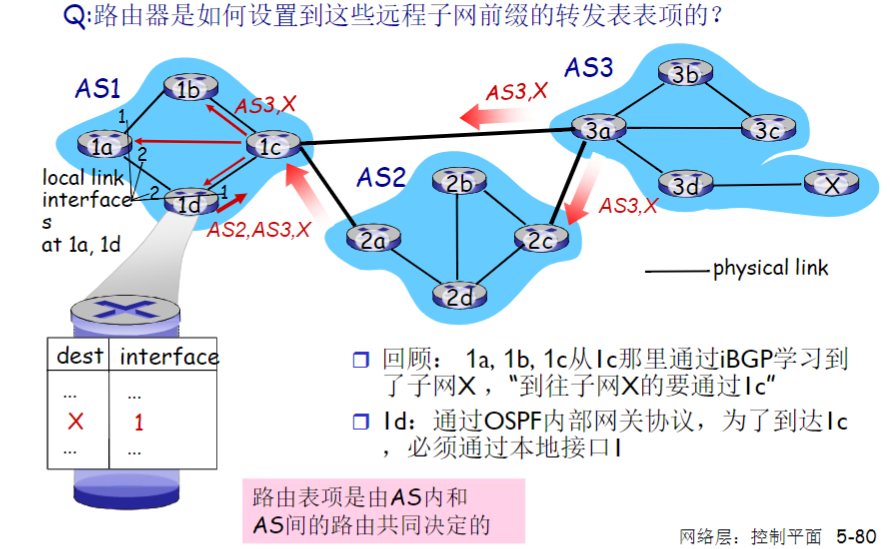 Q:路由器是如何设置到这些远程子网前缀的转发表表项的?
AS1
1b
AS3,X
1
1a
1c
2
local link
interface
s
at 1a, 1d
2
1d
1
AS2,AS3,X
AS2
2b
2a
2c
2d
AS3,X
AS3
3b
3a
3c
3d
X
AS3,X
physical link
dest interface
... ...
X 1
... ...
回顾: 1a, 1b, 1c从1c那里通过iBGP学习到
了子网X ,“到往子网X的要通过1c”
1d:通过OSPF内部网关协议,为了到达1c
,必须通过本地接口1
路由表项是由AS内和
AS间的路由共同决定的
网络层:控制平面 5-80